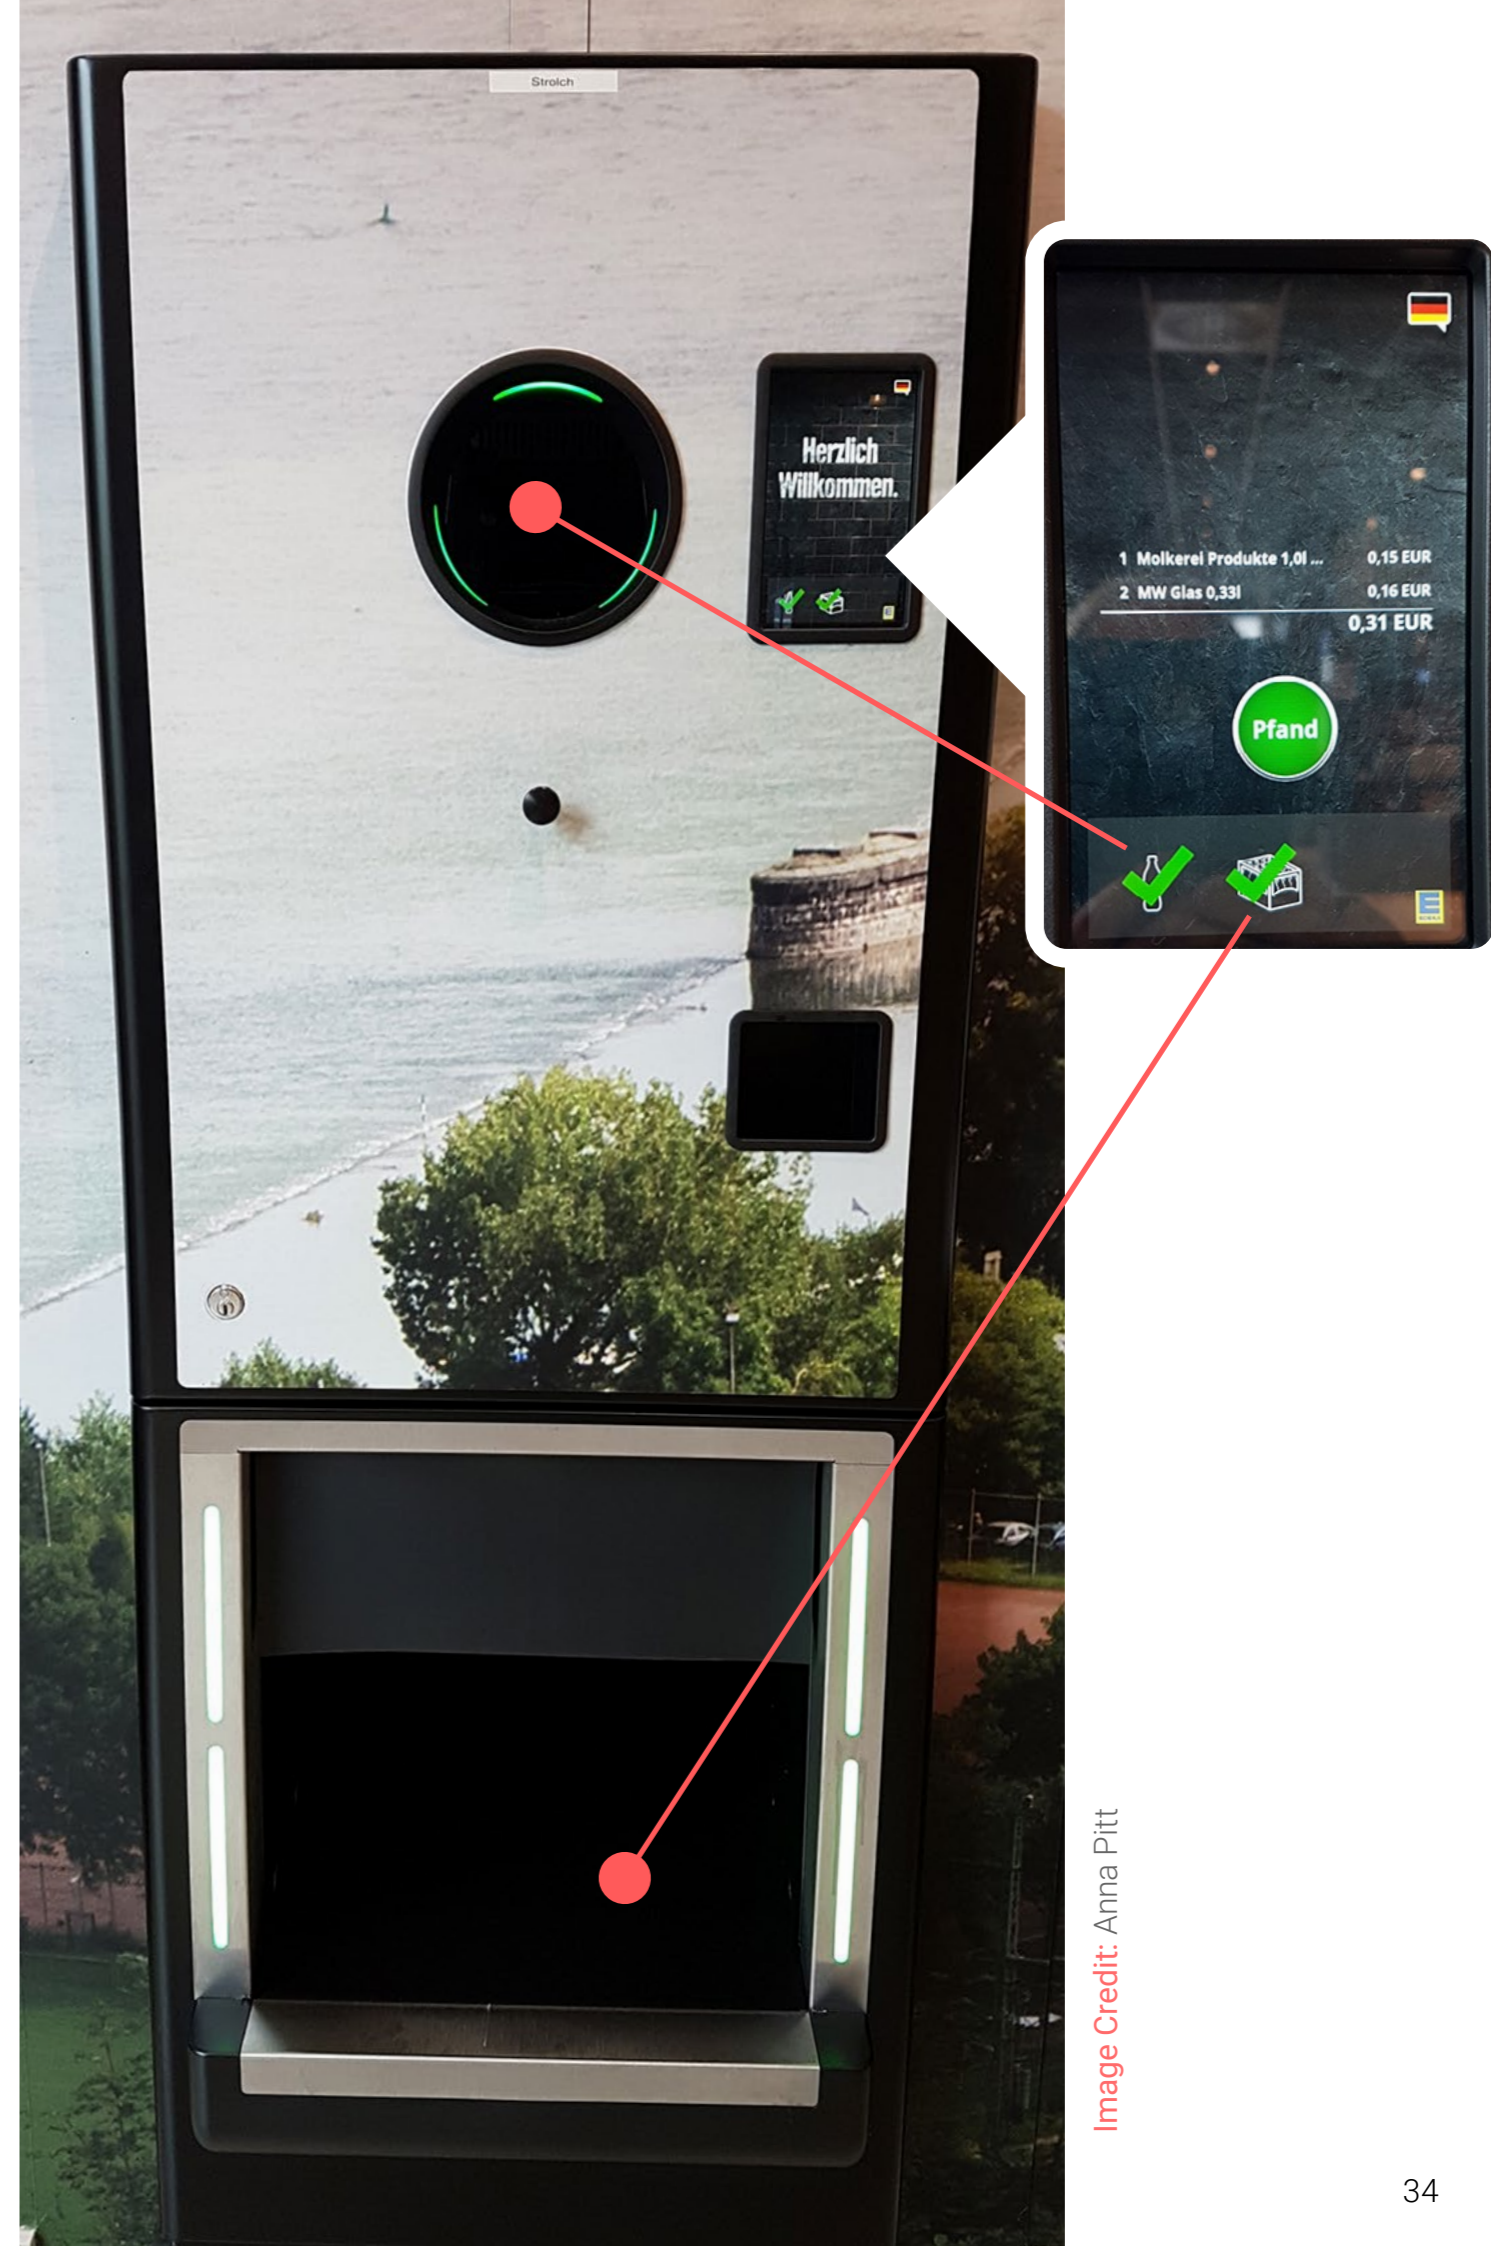 Strolch
Herzlich
Willkommen.
1 Molkerei Produkte 1,0l ... 0,15 EUR
2 MW Glas 0,33l 0,16 EUR
0,31 EUR
Pfand
E
Image Credit: Anna Pitt
34